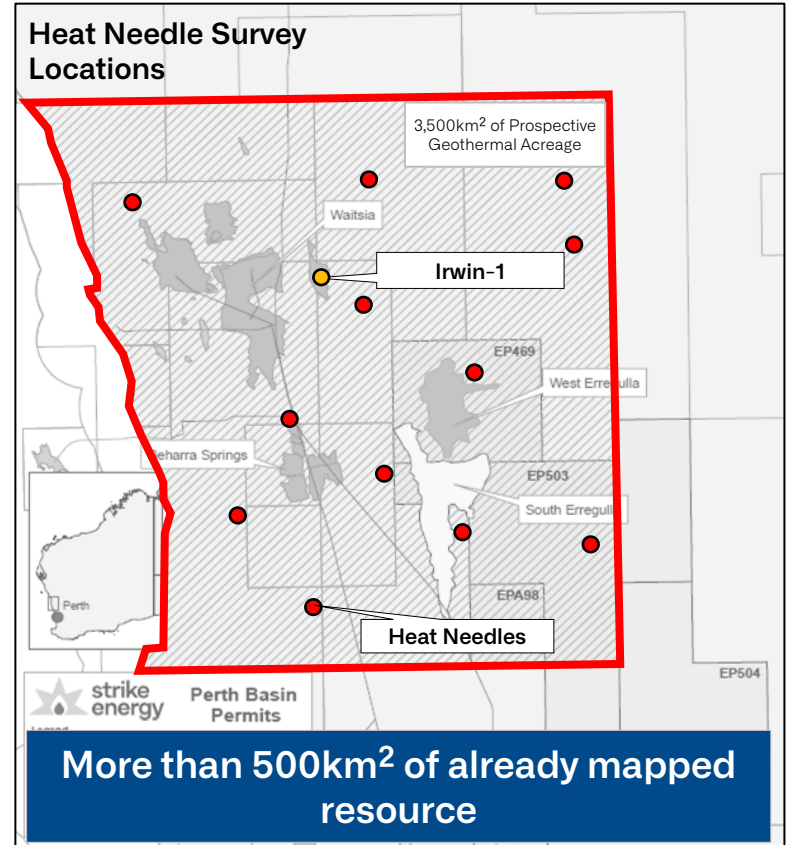 Heat Needle Survey
Locations
3,500km² of Prospective
Geothermal Acreage
Waitsia
Irwin-1
EP469
West Erregulla
Beharra Springs
EP503
South Erregull
EPA98
Perth
Heat Needles
EP504
strike
energy
Perth Basin
Permits
More than 500km² of already mapped
resource